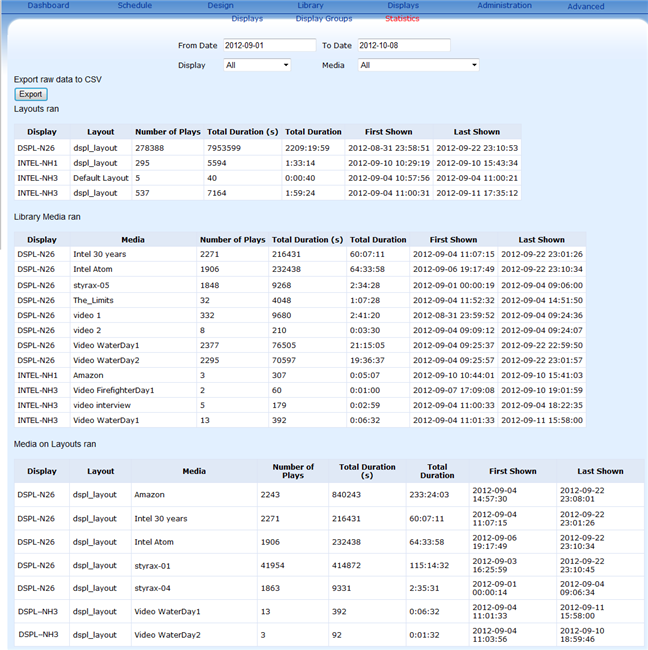 Dashboard Schedule Design Library Displays Administration Advanced
Displays Display Groups Statistics
From Date 2012-09-01 To Date 2012-10-08
Display All Media All
Export raw data to CSV
Export
Layouts ran
Display Layout Number of Plays Total Duration (s) Total Duration First Shown Last Shown
DSPL-N26 dspl_layout 278388 7953599 2209:19:59 2012-08-31 23:58:51 2012-09-22 23:10:53
INTEL-NH1 dspl_layout 295 5594 1:33:14 2012-09-10 10:29:19 2012-09-10 15:43:34
INTEL-NH3 Default Layout 5 40 0:00:40 2012-09-04 10:57:56 2012-09-04 11:00:21
INTEL-NH3 dspl_layout 537 7164 1:59:24 2012-09-04 11:00:31 2012-09-11 17:35:12
Library Media ran
Display Media Number of Plays Total Duration (s) Total Duration First Shown Last Shown
DSPL-N26 Intel 30 years 2271 216431 60:07:11 2012-09-04 11:07:15 2012-09-22 23:01:26
DSPL-N26 Intel Atom 1906 232438 64:33:58 2012-09-06 19:17:49 2012-09-22 23:10:34
DSPL-N26 styrax-05 1848 9268 2:34:28 2012-09-01 00:00:19 2012-09-04 09:06:00
DSPL-N26 The_Limits 32 4048 1:07:28 2012-09-04 11:52:32 2012-09-04 14:51:50
DSPL-N26 video 1 332 9680 2:41:20 2012-08-31 23:59:52 2012-09-04 09:24:36
DSPL-N26 video 2 8 210 0:03:30 2012-09-04 09:09:12 2012-09-04 09:24:07
DSPL-N26 Video WaterDay1 2377 76505 21:15:05 2012-09-04 09:25:37 2012-09-22 22:59:50
DSPL-N26 Video WaterDay2 2295 70597 19:36:37 2012-09-04 09:25:57 2012-09-22 23:01:57
INTEL-NH1 Amazon 3 307 0:05:07 2012-09-10 10:44:01 2012-09-10 15:41:03
INTEL-NH3 Video FirefighterDay1 2 60 0:01:00 2012-09-07 17:09:08 2012-09-10 19:01:59
INTEL-NH3 video interview 5 179 0:02:59 2012-09-04 11:00:33 2012-09-04 18:22:35
INTEL-NH3 Video WaterDay1 13 392 0:06:32 2012-09-04 11:01:33 2012-09-11 15:58:00
Media on Layouts ran
Display Layout Media Number of Plays Total Duration (s) Total Duration First Shown Last Shown
DSPL-N26 dspl_layout Amazon 2243 840243 233:24:03 2012-09-04 14:57:30 2012-09-22 23:08:01
DSPL-N26 dspl_layout Intel 30 years 2271 216431 60:07:11 2012-09-04 11:07:15 2012-09-22 23:01:26
DSPL-N26 dspl_layout Intel Atom 1906 232438 64:33:58 2012-09-06 19:17:49 2012-09-22 23:10:34
DSPL-N26 dspl_layout styrax-01 41954 414872 115:14:32 2012-09-03 16:25:59 2012-09-22 23:10:45
DSPL-N26 dspl_layout styrax-04 1863 9331 2:35:31 2012-09-01 00:00:14 2012-09-04 09:06:34
DSPL–NH3 dspl_layout Video WaterDay1 13 392 0:06:32 2012-09-04 11:01:33 2012-09-11 15:58:00
DSPL–NH3 dspl_layout Video WaterDay2 3 92 0:01:32 2012-09-04 11:03:56 2012-09-10 18:59:46